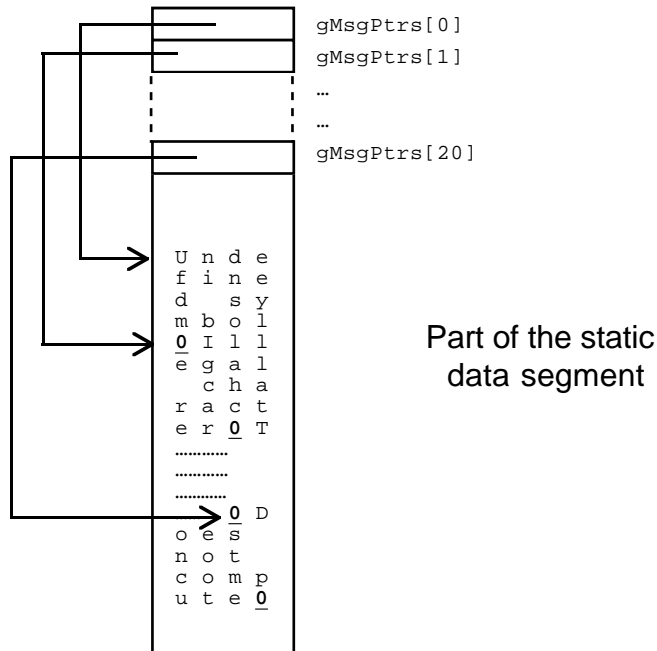 gMsgPtrs[0]
gMsgPtrs[1]
…
…
gMsgPtrs[20]
U n d e
f i n e
d s y
m b o l
0 I l l
e g a l
c h a
r a c t
e r 0 T
…………
…………
…………
0 D
o e s
n o t
c o m p
u t e 0
Part of the static
data segment